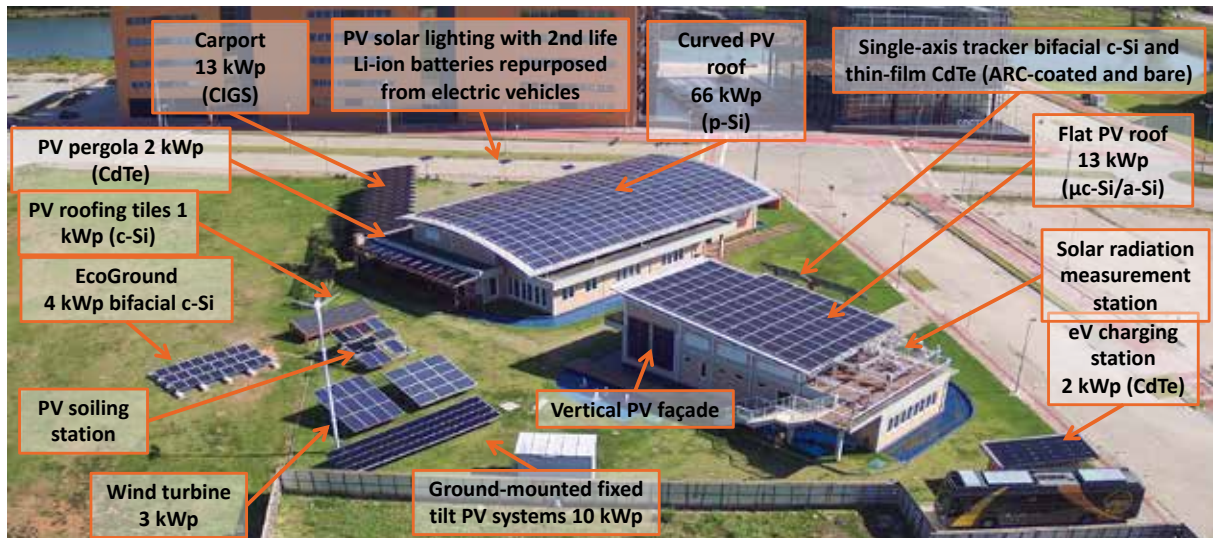 Carport
13 kWp
(CIGS)
PV solar lighting with 2nd life
Li-ion batteries repurposed
from electric vehicles
Curved PV
roof
66 kWp
(p-Si)
Single-axis tracker bifacial c-Si and
thin-film CdTe (ARC-coated and bare)
Flat PV roof
13 kWp
(µc-Si/a-Si)
PV pergola 2 kWp
(CdTe)
PV roofing tiles 1
kWp (c-Si)
EcoGround
4 kWp bifacial c-Si
Solar radiation
measurement
station
eV charging
station
2 kWp (CdTe)
PV soiling
station
Vertical PV façade
Wind turbine
3 kWp
Ground-mounted fixed
tilt PV systems 10 kWp